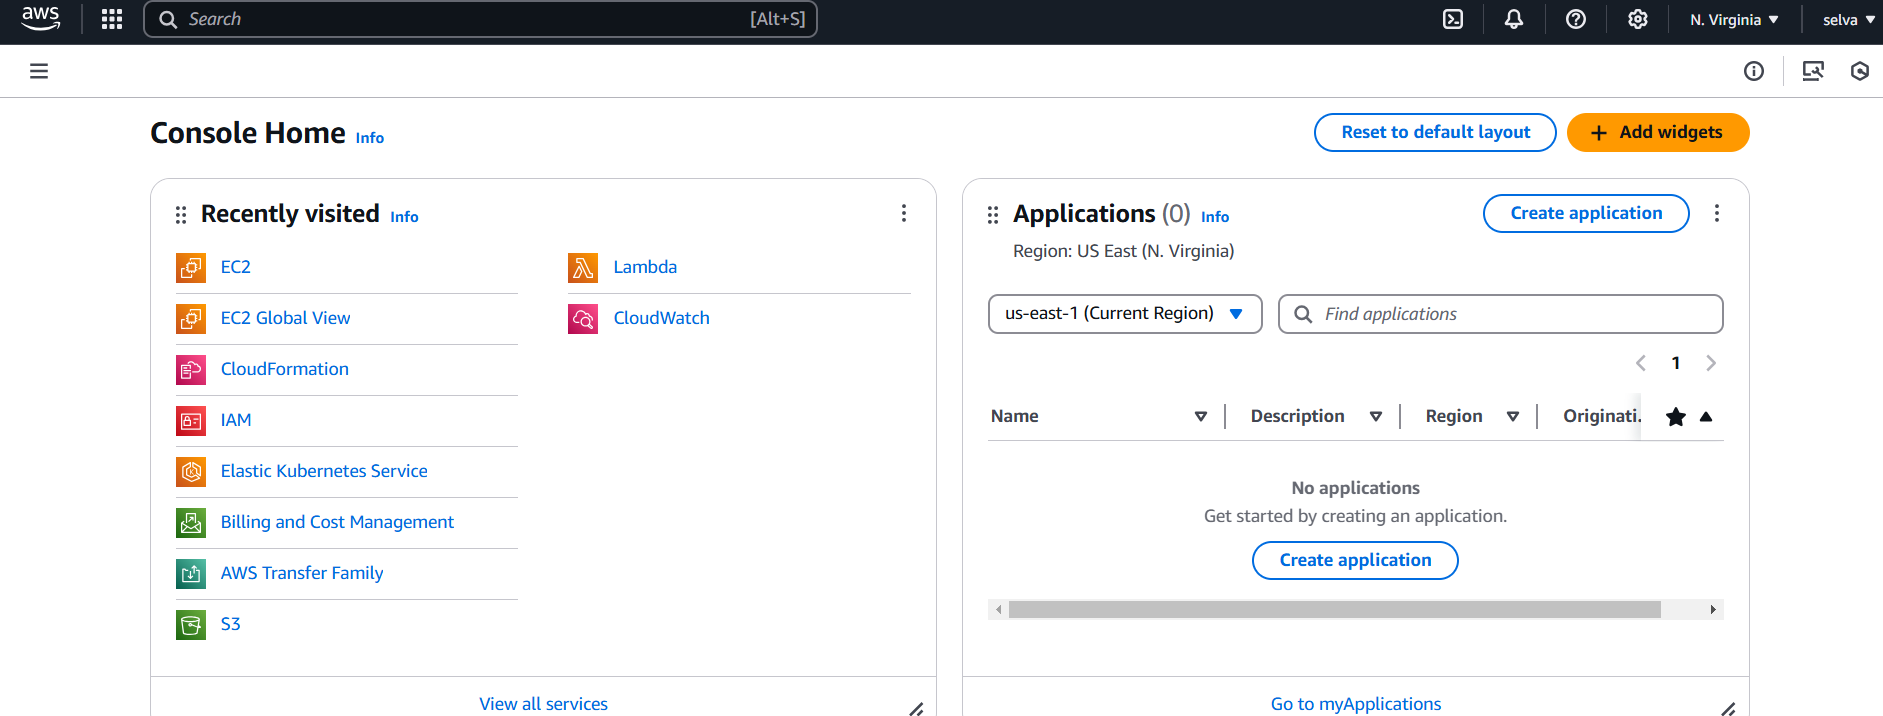 aws
Search [Alt+S]
N. Virginia
selva
Console Home Info
Reset to default layout
Add widgets
Recently visited Info
EC2
EC2 Global View
CloudFormation
IAM
Elastic Kubernetes Service
Billing and Cost Management
AWS Transfer Family
S3
Lambda
CloudWatch
View all services
Applications (0) Info
Create application
Region: US East (N. Virginia)
us-east-1 (Current Region)
Find applications
1
Name Description Region Originati.
No applications
Get started by creating an application.
Create application
Go to myApplications